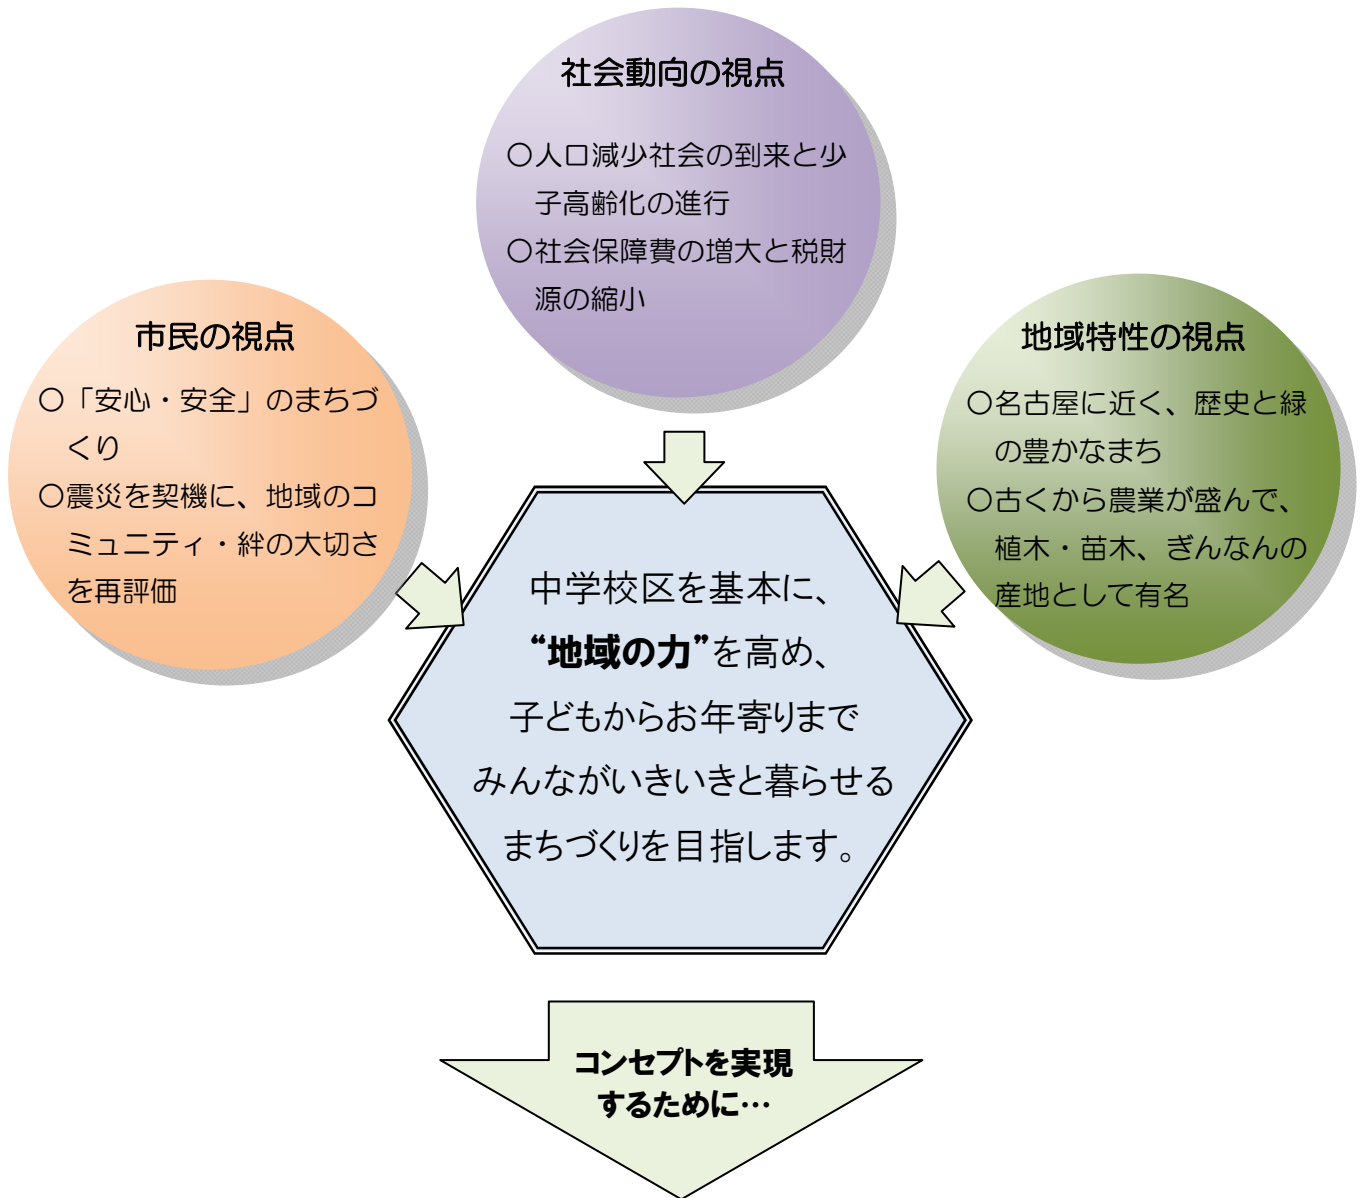 社会動向の視点
〇人口減少社会の到来と少
子高齢化の進行
〇社会保障費の増大と税財
源の縮小
市民の視点
〇「安心・安全」のまちづ
くり
〇震災を契機に、地域のコ
ミュニティ・絆の大切さ
を再評価
地域特性の視点
〇名古屋に近く、歴史と緑
の豊かなまち
〇古くから農業が盛んで、
植木・苗木、ぎんなんの
産地として有名
中学校区を基本に、
“地域の力”を高め、
子どもからお年寄りまで
みんながいきいきと暮らせる
まちづくりを目指します。
コンセプトを実現
するために…